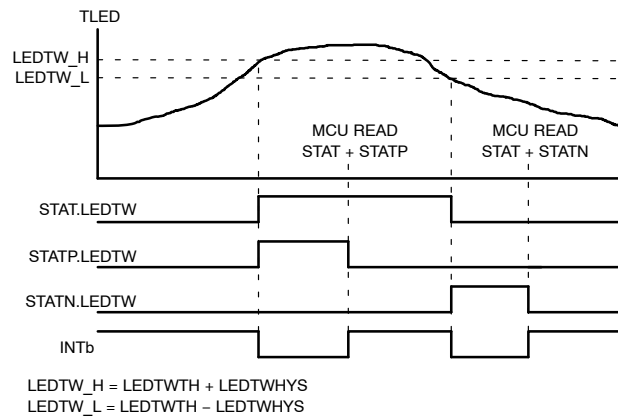 TLED
LEDTW_H
LEDTW_L
MCU READ
STAT + STATP
MCU READ
STAT + STATN
STAT.LEDTW
STATP.LEDTW
STATN.LEDTW
INTb
LEDTW_H = LEDTWTH + LEDTWHYS
LEDTW_L = LEDTWTH − LEDTWHYS